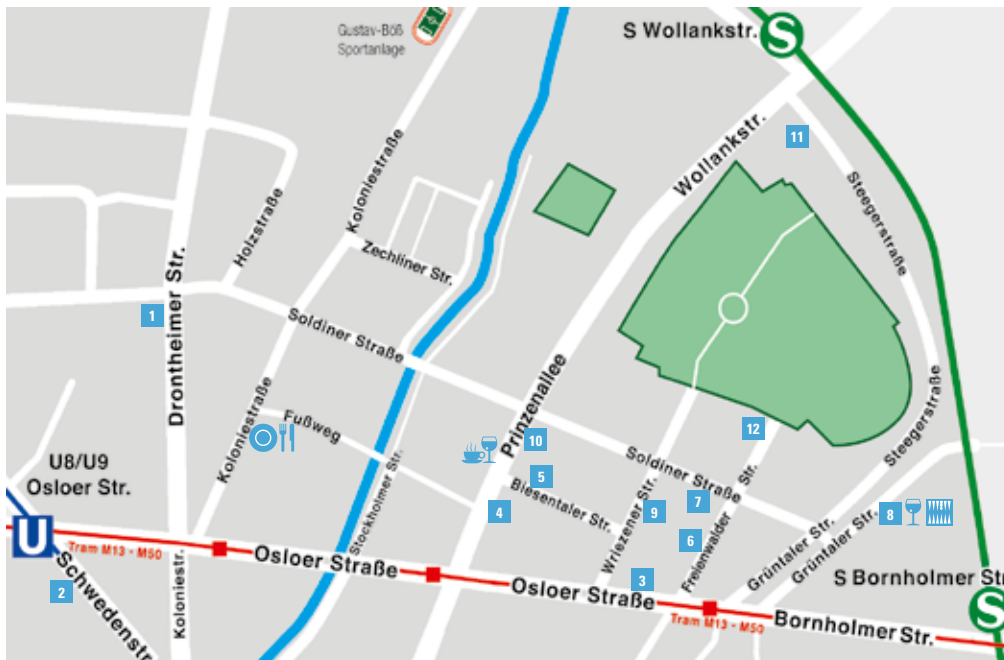 Gustav-Böß
Sportanlage
S Wollankstr.
S
Wollankstr.
11
Steegerstraße
Koloniestraße
Holzstraße
Zechliner Str.
Drontheimer Str.
1
Soldiner Straße
Prinzenallee
Koloniestraße
Fußweg
10
12
Steegerstraße
U8/U9
Osloer Str.
Stockholmer Str.
5
Biesentaler Str.
4
Soldiner Straße
Wriezener Str.
9
7
6
Freienwalder Str.
Grüntaler Str.
Grüntaler Str.
8
U
Tram M13 - M50
Osloer Straße
Schwedenstr.
2
Koloniestr.
3
Osloer Straße
Tram M13 - M50
Bornholmer Str.
S Bornholmer Str
S